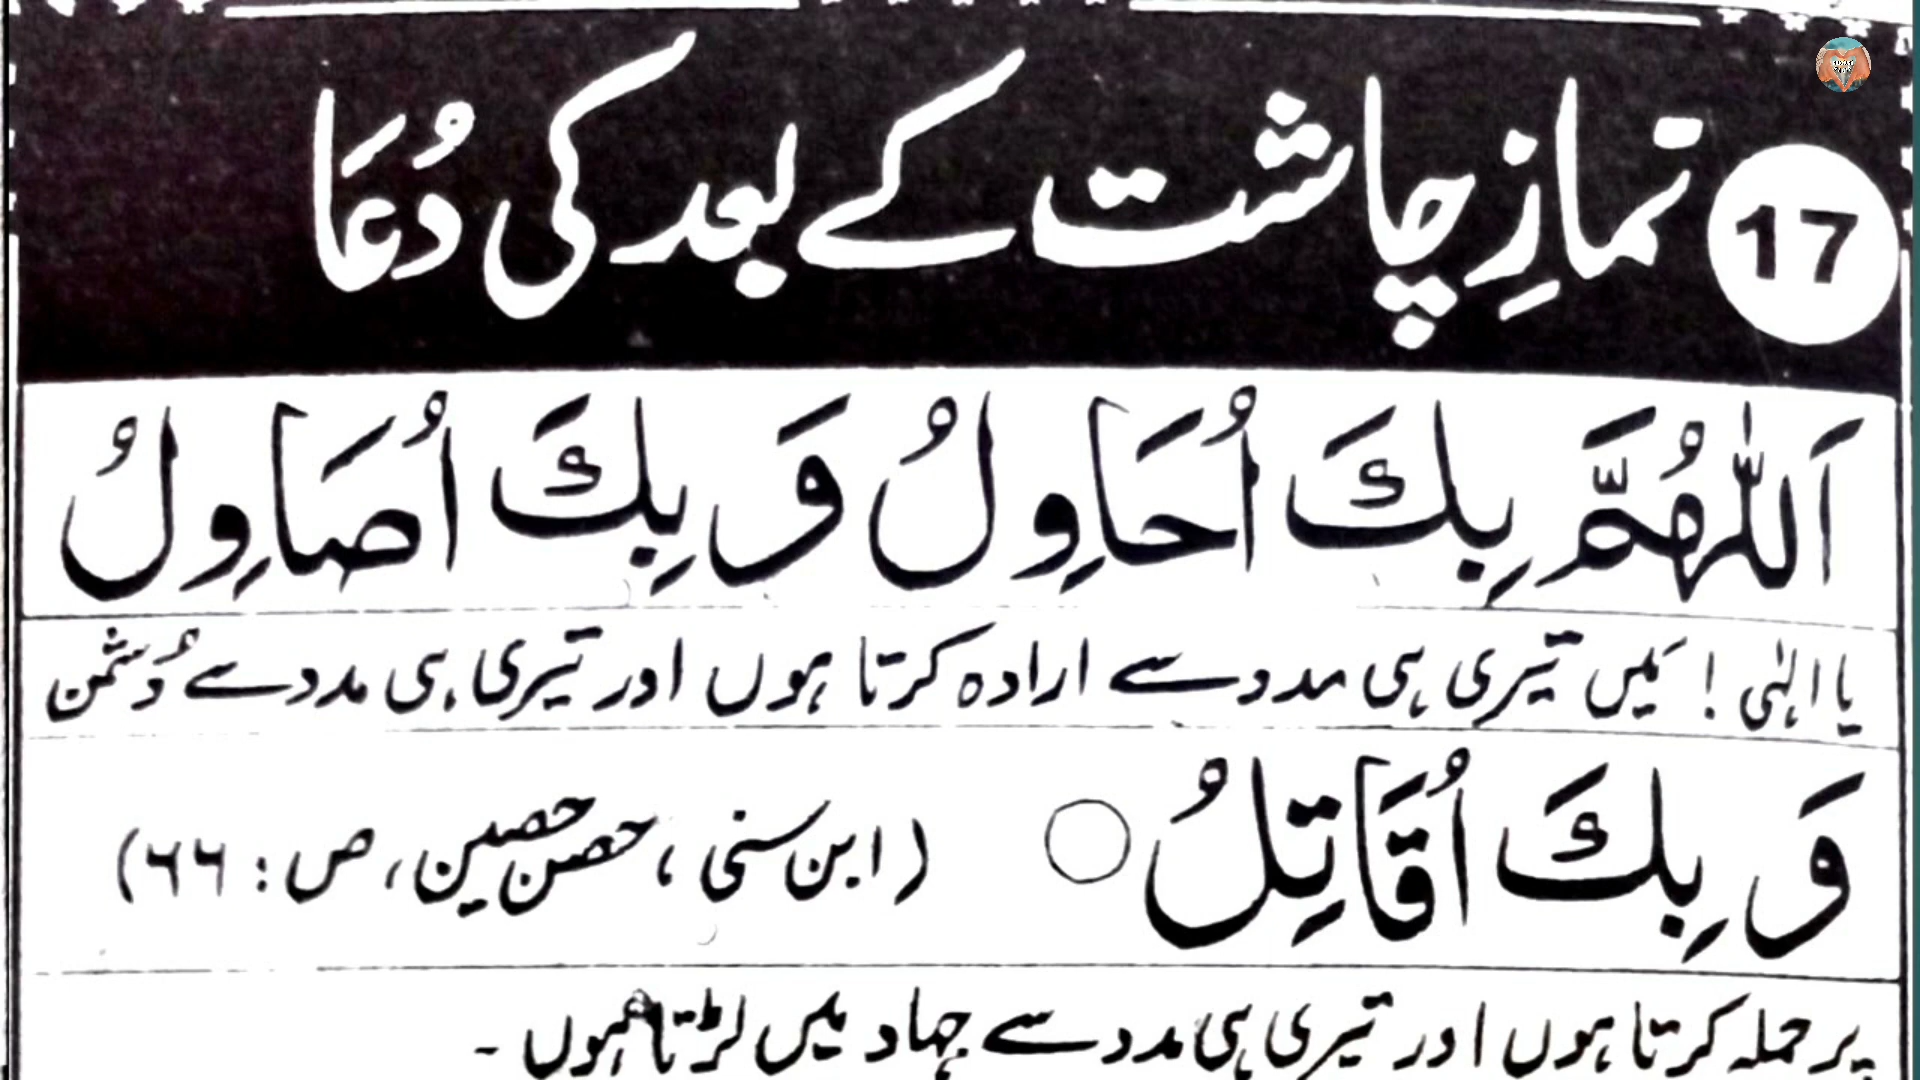 17 نمازِ چاشت کے بعد کی دُعَا
اَللّٰهُمَّ بِكَ اُحَاوِلُ وَ بِكَ اُصَاوِلُ
یا الٰہی ! مَیں تیری ہی مدد سے ارادہ کرتا ہوں اور تیری ہی مدد سے دُشمن
وَ بِكَ اُقَاتِلُ ○ (ابن سنی ، حصن حصین ، ص : ٦٦)
پر حملہ کرتا ہوں اور تیری ہی مدد سے جہاد میں لڑتا ہوں ۔